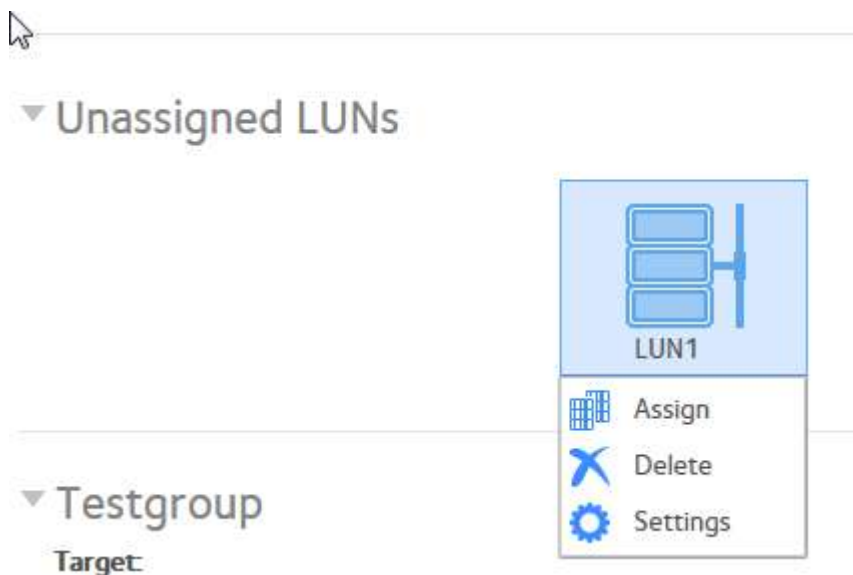 Unassigned LUNs
LUN1
Assign
Delete
Testgroup
Settings
Target: